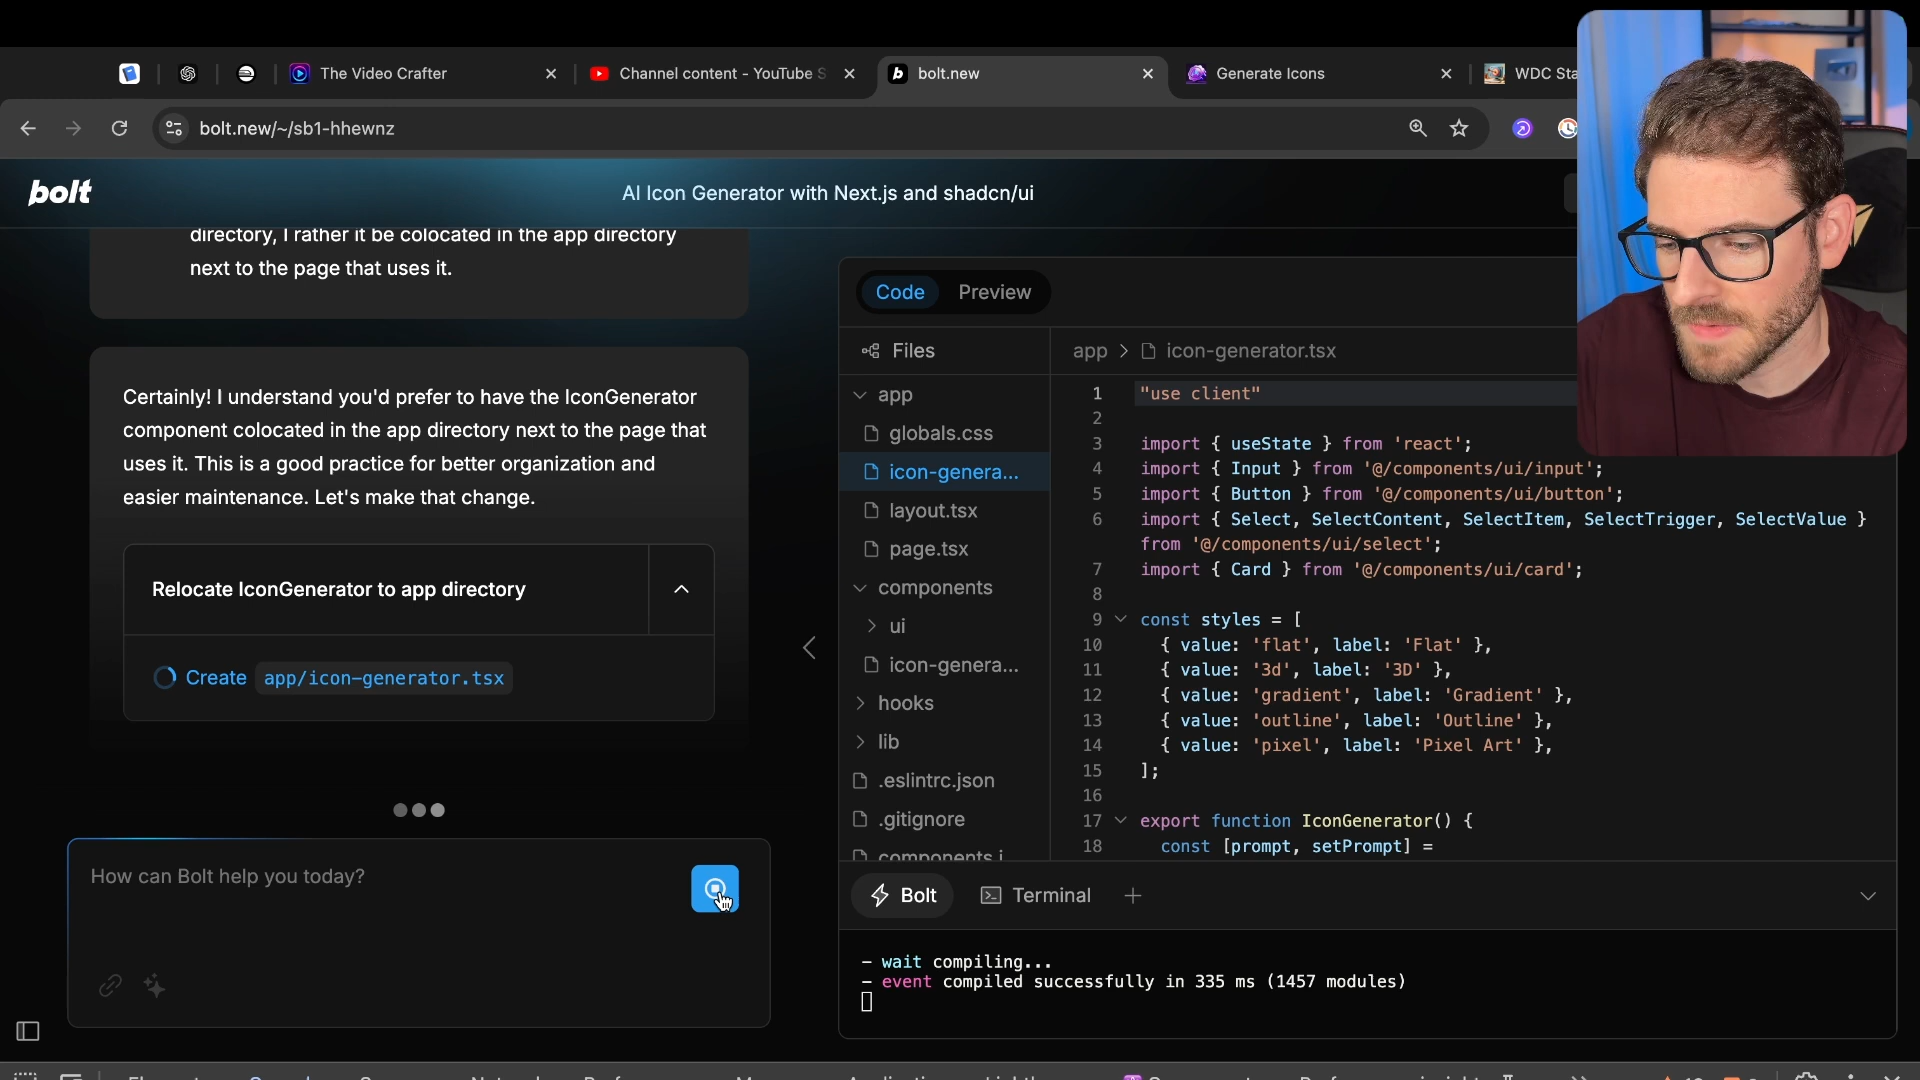 The Video Crafter
Channel content - YouTube S
bolt.new
Generate Icons
WDC Sta
bolt.new/~/sb1-hhewnz
bolt
AI Icon Generator with Next.js and shadcn/ui
directory, I rather it be colocated in the app directory
next to the page that uses it.
Certainly! I understand you'd prefer to have the IconGenerator
component colocated in the app directory next to the page that
uses it. This is a good practice for better organization and
easier maintenance. Let's make that change.
Relocate IconGenerator to app directory
Create app/icon-generator.tsx
How can Bolt help you today?
Code
Preview
Files
app
globals.css
icon-genera...
layout.tsx
page.tsx
components
ui
icon-genera...
hooks
lib
.eslintrc.json
.gitignore
components.j
app > icon-generator.tsx
1 "use client"
2
3 import { useState } from 'react';
4 import { Input } from '@/components/ui/input';
5 import { Button } from '@/components/ui/button';
6 import { Select, SelectContent, SelectItem, SelectTrigger, SelectValue }
from '@/components/ui/select';
7 import { Card } from '@/components/ui/card';
8
9 const styles = [
10 { value: 'flat', label: 'Flat' },
11 { value: '3d', label: '3D' },
12 { value: 'gradient', label: 'Gradient' },
13 { value: 'outline', label: 'Outline' },
14 { value: 'pixel', label: 'Pixel Art' },
15 ];
16
17 export function IconGenerator() {
18 const [prompt, setPrompt] =
Bolt
Terminal
- wait compiling...
- event compiled successfully in 335 ms (1457 modules)